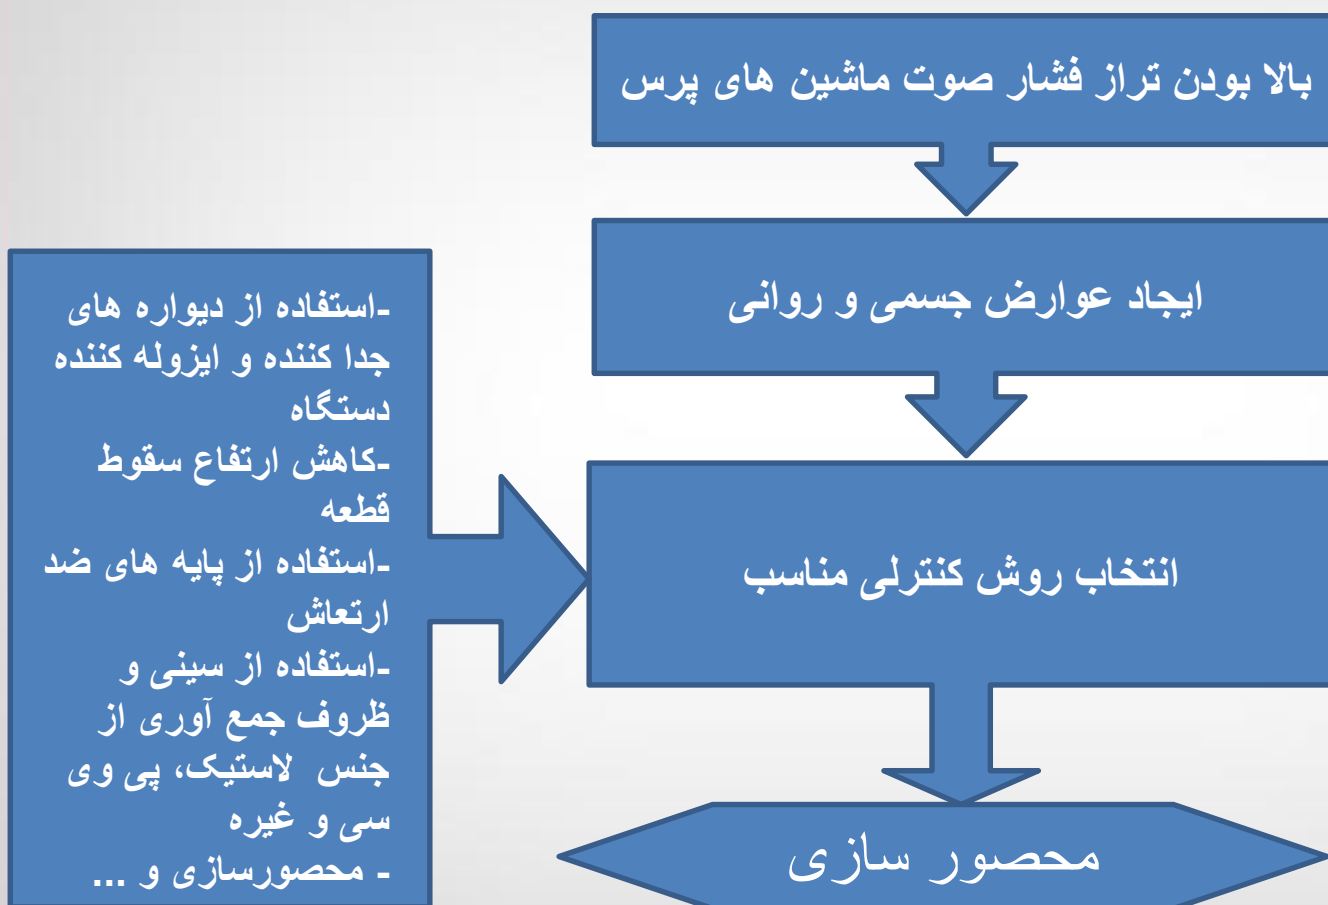 بالا بودن تراز فشار صوت ماشین های پرس
ایجاد عوارض جسمی و روانی
انتخاب روش کنترلی مناسب
-استفاده از دیواره های
جدا کننده و ایزوله کننده
دستگاه
-کاهش ارتفاع سقوط
قطعه
-استفاده از پایه های ضد
ارتعاش
-استفاده از سینی و
ظروف جمع آوری از
جنس لاستیک، پی وی
سی و غیره
- محصورسازی و ...
محصور سازی